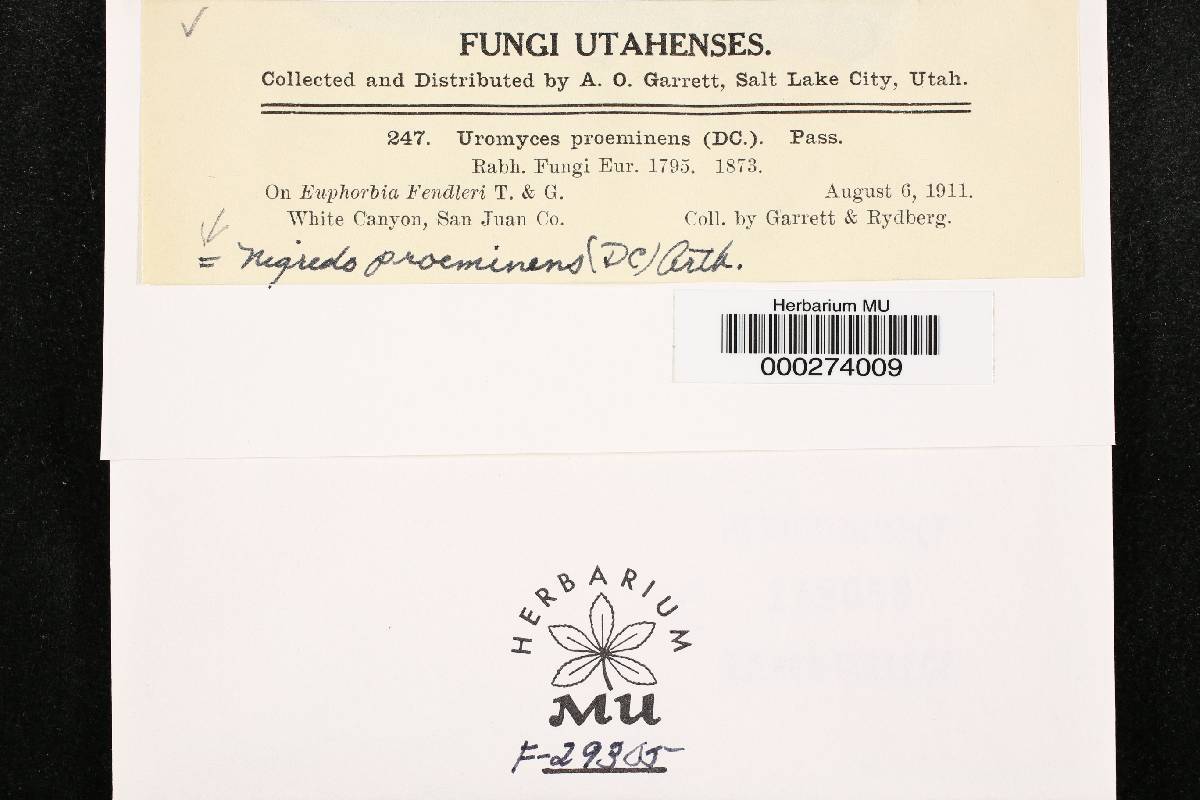 FUNGI UTAHENSES.
Collected and Distributed by A. O. Garrett, Salt Lake City, Utah.
247. Uromyces proeminens (DC.). Pass.
Rabh. Fungi Eur. 1795. 1873.
On Euphorbia Fendleri T. & G. August 6, 1911.
White Canyon, San Juan Co. Coll. by Garrett & Rydberg.
= Nigredo proeminens (DC) Arth.
Herbarium MU
000274009
HERBARIUM
MU
F-29305